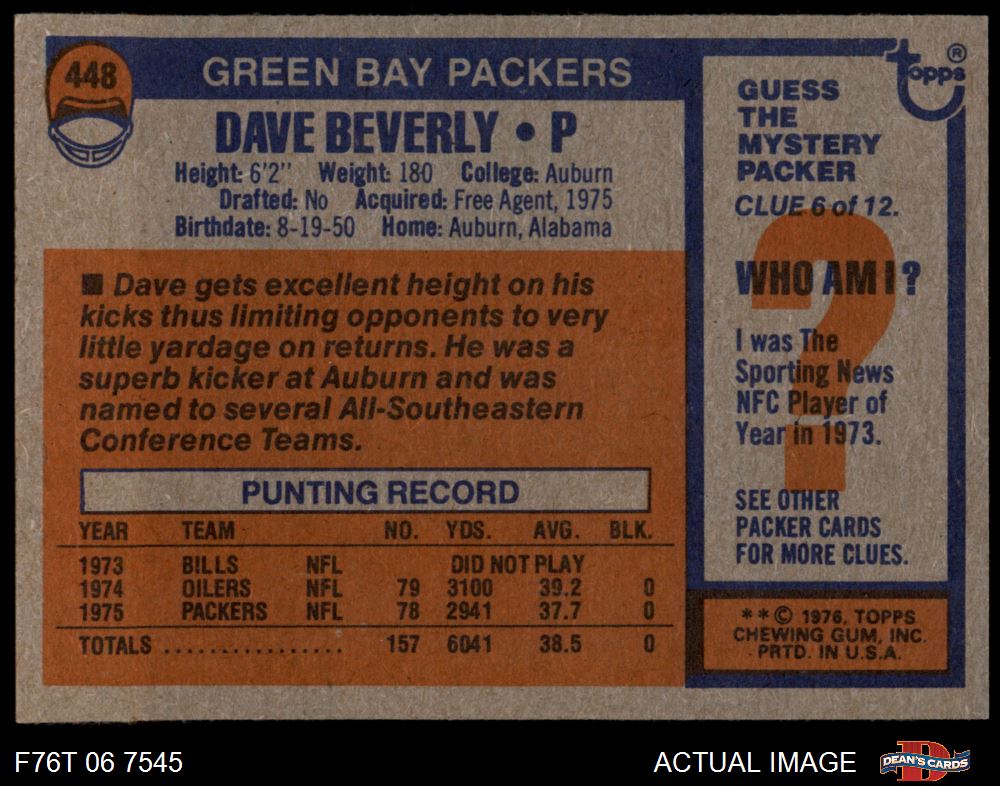 448
GREEN BAY PACKERS
DAVE BEVERLY • P
Height: 6'2" Weight: 180 College: Auburn
Drafted: No Acquired: Free Agent, 1975
Birthdate: 8-19-50 Home: Auburn, Alabama
■ Dave gets excellent height on his
kicks thus limiting opponents to very
little yardage on returns. He was a
superb kicker at Auburn and was
named to several All-Southeastern
Conference Teams.
PUNTING RECORD
YEAR TEAM NO. YDS. AVG. BLK.
1973 BILLS NFL DID NOT PLAY
1974 OILERS NFL 79 3100 39.2 0
1975 PACKERS NFL 78 2941 37.7 0
TOTALS ................ 157 6041 38.5 0
topps ®
GUESS
THE
MYSTERY
PACKER
CLUE 6 of 12.
?
WHO AM I?
I was The
Sporting News
NFC Player of
Year in 1973.
SEE OTHER
PACKER CARDS
FOR MORE CLUES.
* * © 1976, TOPPS
CHEWING GUM, INC.
PRTD. IN U.S.A.
F76T 06 7545
ACTUAL IMAGE
D
DEAN'S CARDS